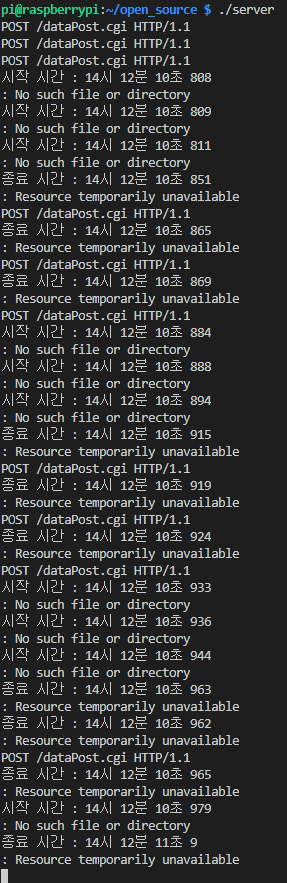 pi@raspberrypi:~/open_source $ ./server
POST /dataPost.cgi HTTP/1.1
POST /dataPost.cgi HTTP/1.1
POST /dataPost.cgi HTTP/1.1
시작 시간 : 14시 12분 10초 808
: No such file or directory
시작 시간 : 14시 12분 10초 809
: No such file or directory
시작 시간 : 14시 12분 10초 811
: No such file or directory
종료 시간 : 14시 12분 10초 851
: Resource temporarily unavailable
POST /dataPost.cgi HTTP/1.1
종료 시간 : 14시 12분 10초 865
: Resource temporarily unavailable
POST /dataPost.cgi HTTP/1.1
종료 시간 : 14시 12분 10초 869
: Resource temporarily unavailable
POST /dataPost.cgi HTTP/1.1
시작 시간 : 14시 12분 10초 884
: No such file or directory
시작 시간 : 14시 12분 10초 888
: No such file or directory
시작 시간 : 14시 12분 10초 894
: No such file or directory
종료 시간 : 14시 12분 10초 915
: Resource temporarily unavailable
POST /dataPost.cgi HTTP/1.1
종료 시간 : 14시 12분 10초 919
: Resource temporarily unavailable
POST /dataPost.cgi HTTP/1.1
종료 시간 : 14시 12분 10초 924
: Resource temporarily unavailable
POST /dataPost.cgi HTTP/1.1
시작 시간 : 14시 12분 10초 933
: No such file or directory
시작 시간 : 14시 12분 10초 936
: No such file or directory
시작 시간 : 14시 12분 10초 944
: No such file or directory
종료 시간 : 14시 12분 10초 963
: Resource temporarily unavailable
종료 시간 : 14시 12분 10초 962
: Resource temporarily unavailable
POST /dataPost.cgi HTTP/1.1
종료 시간 : 14시 12분 10초 965
: Resource temporarily unavailable
시작 시간 : 14시 12분 10초 979
: No such file or directory
종료 시간 : 14시 12분 11초 9
: Resource temporarily unavailable